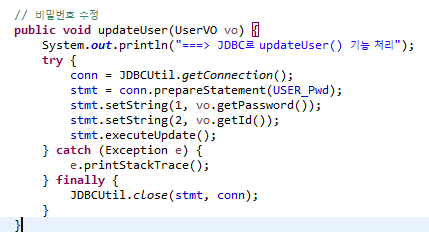 // 비밀번호 수정
public void updateUser(UserVO vo) {
System.out.println("===> JDBC로 updateUser() 기능 처리");
try {
conn = JDBCUtil.getConnection();
stmt = conn.prepareStatement(USER_Pwd);
stmt.setString(1, vo.getPassword());
stmt.setString(2, vo.getId());
stmt.executeUpdate();
} catch (Exception e) {
e.printStackTrace();
} finally {
JDBCUtil.close(stmt, conn);
}
}